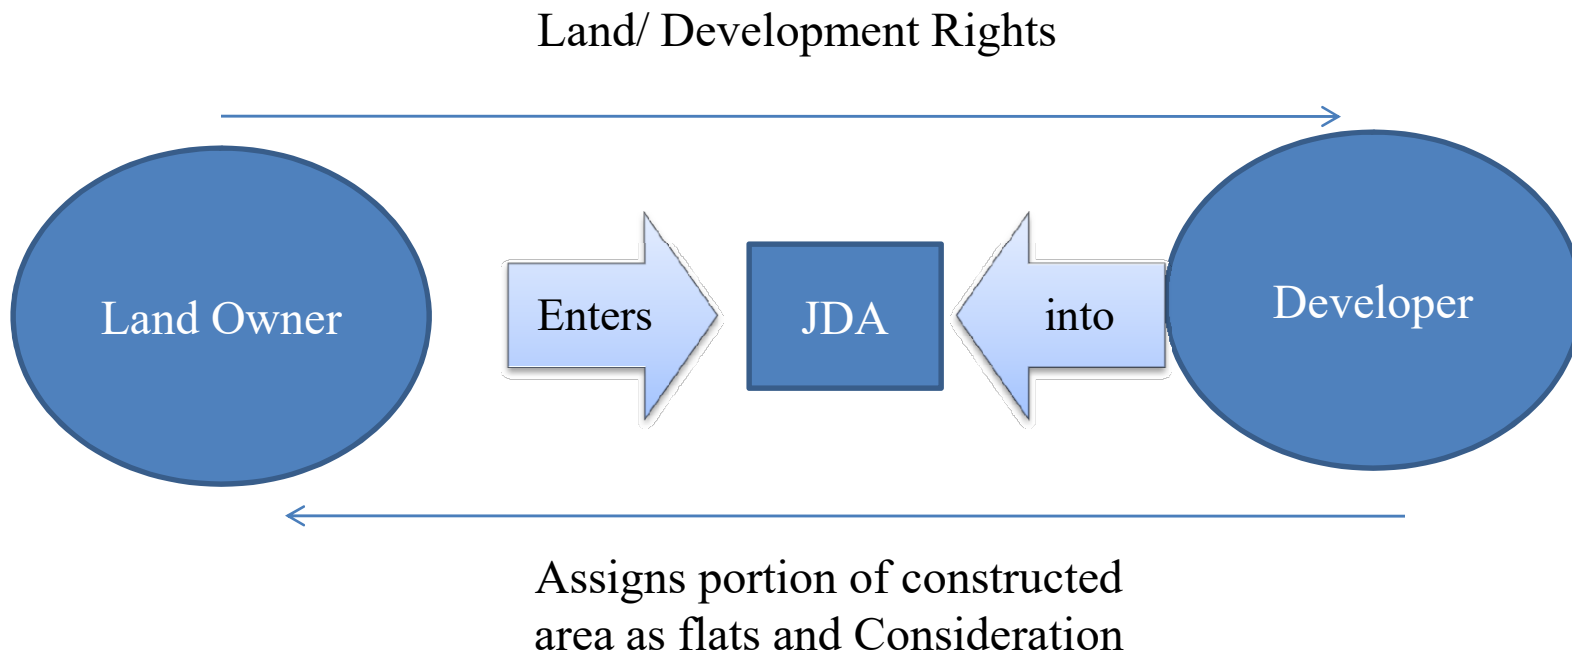 Land/ Development Rights
Land Owner
Enters
JDA
into
Developer
Assigns portion of constructed
area as flats and Consideration